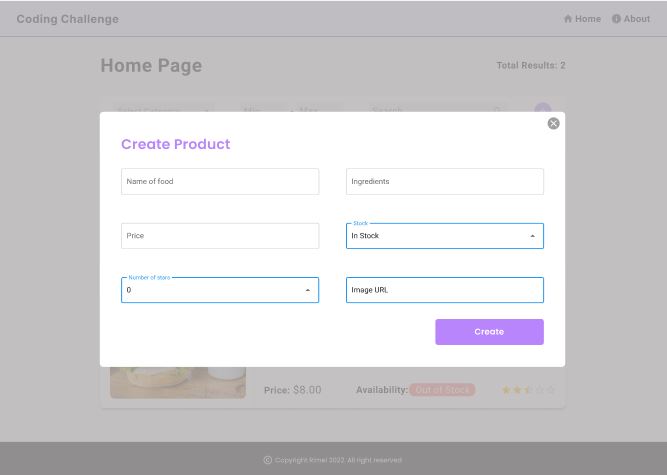 Coding Challenge
Home
About
Home Page
Total Results: 2
Select Category
Min
Max
Search
Create Product
Name of food
Ingredients
Price
Stock
In Stock
Number of stars
0
Image URL
Create
Price: $8.00
Availability: Out of Stock
Copyright Rimel 2022. All right reserved